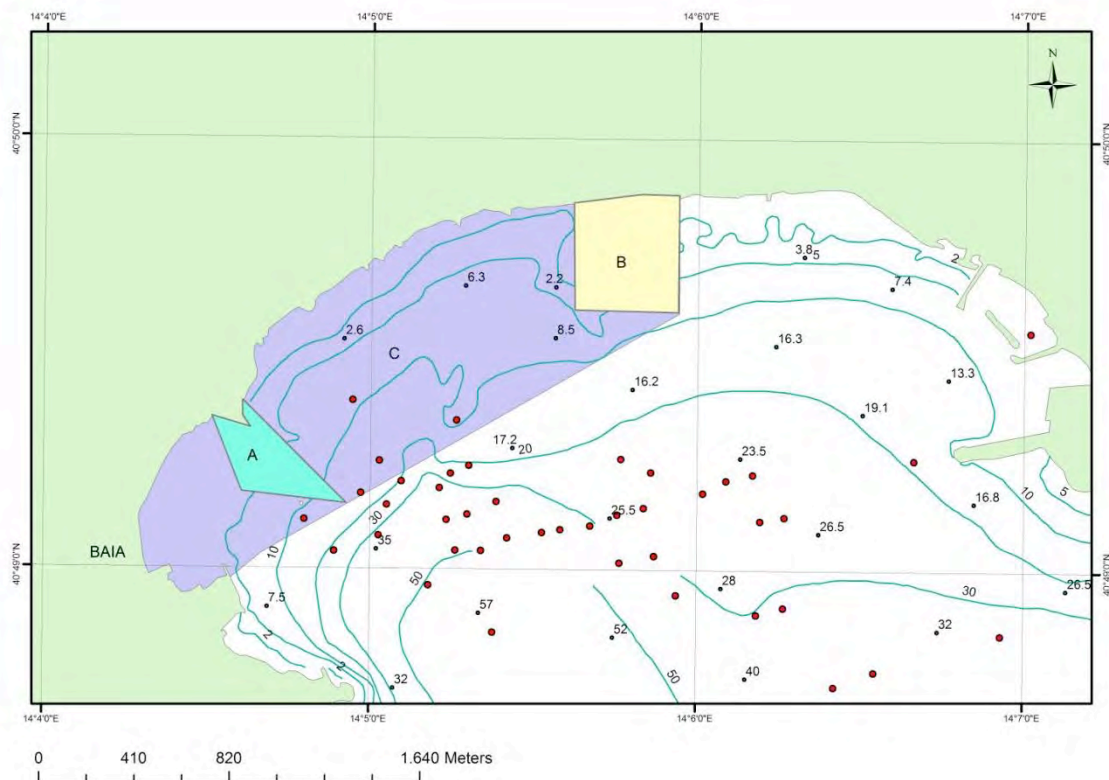 14°4'0"E 14°5'0"E 14°6'0"E 14°7'0"E
N
40°50'0"N 40°50'0"N
B
3.8 5 2
6.3 2.2 7.4
2.6 8.5
C 16.3
16.2 13.3
19.1
A 17.2 20
23.5 10 5
30 25.5 16.8
35 26.5
BAIA
40°49'0"N 40°48'0"N
10 50
7.5 57 28 30 26.5
2 52 32
2
32 50 40
14°4'0"E 14°5'0"E 14°6'0"E 14°7'0"E
0 410 820 1.640 Meters